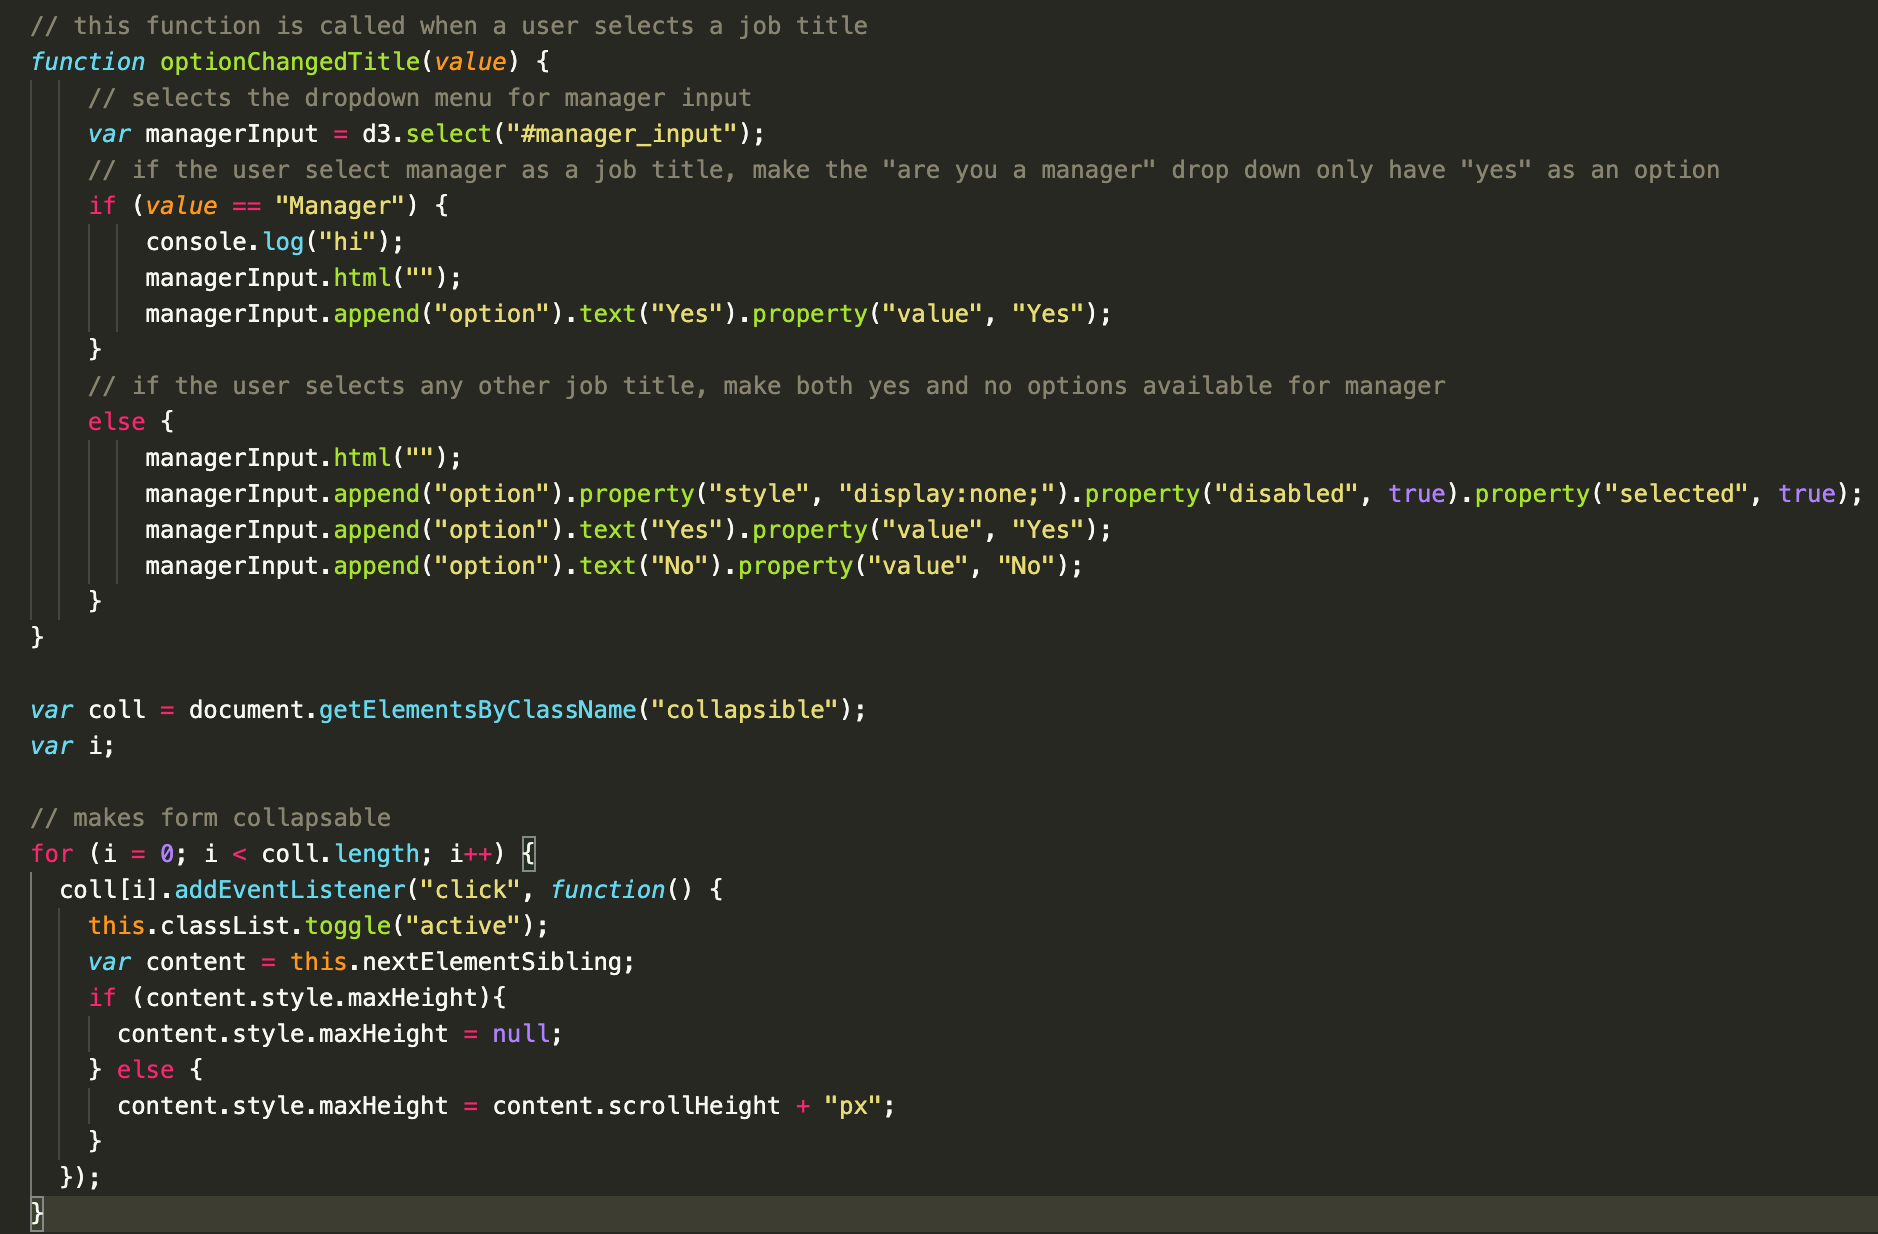 // this function is called when a user selects a job title
function optionChangedTitle(value) {
    // selects the dropdown menu for manager input
    var managerInput = d3.select("#manager_input");
    // if the user select manager as a job title, make the "are you a manager" drop down only have "yes" as an option
    if (value == "Manager") {
        console.log("hi");
        managerInput.html("");
        managerInput.append("option").text("Yes").property("value", "Yes");
    }
    // if the user selects any other job title, make both yes and no options available for manager
    else {
        managerInput.html("");
        managerInput.append("option").property("style", "display:none;").property("disabled", true).property("selected", true);
        managerInput.append("option").text("Yes").property("value", "Yes");
        managerInput.append("option").text("No").property("value", "No");
    }
}

var coll = document.getElementsByClassName("collapsible");
var i;

// makes form collapsable
for (i = 0; i < coll.length; i++) {
  coll[i].addEventListener("click", function() {
    this.classList.toggle("active");
    var content = this.nextElementSibling;
    if (content.style.maxHeight){
      content.style.maxHeight = null;
    } else {
      content.style.maxHeight = content.scrollHeight + "px";
    }
  });
}